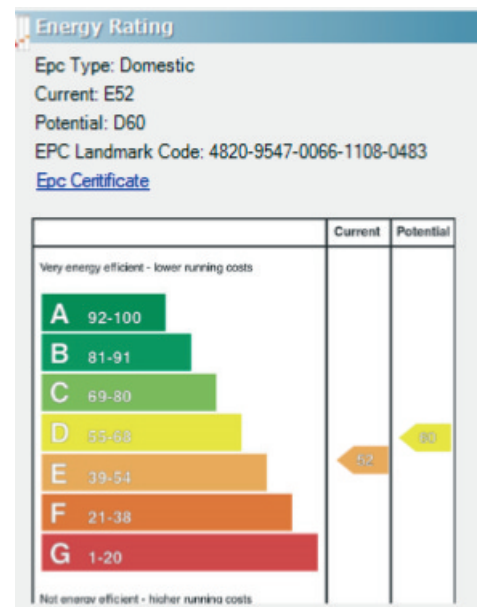 Energy Rating
Epc Type: Domestic
Current: E52
Potential: D60
EPC Landmark Code: 4820-9547-0066-1108-0483
Epc Ceritificate
Current Potential
Very energy efficient - lower running costs
A 92-100
B 81-91
C 69-80
D 55-68
60
E 39-54
52
F 21-38
G 1-20
Not energy efficient - higher running costs